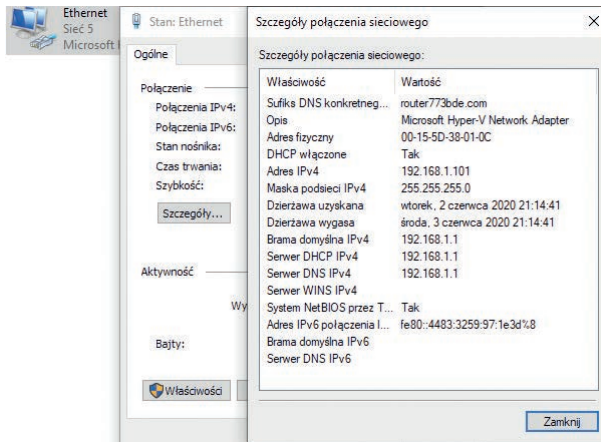 Ethernet
Sieć 5
Microsoft
Stan: Ethernet
Ogólne
Połączenie
Połączenia IPv4:
Połączenia IPv6:
Stan nośnika:
Czas trwania:
Szybkość:
Szczegóły...
Aktywność
Wy
Bajty:
Właściwości
Szczegóły połączenia sieciowego
Szczegóły połączenia sieciowego:
Właściwość Wartość
Sufiks DNS konkretneg... router773bde.com
Opis Microsoft Hyper-V Network Adapter
Adres fizyczny 00-15-5D-38-01-0C
DHCP włączone Tak
Adres IPv4 192.168.1.101
Maska podsieci IPv4 255.255.255.0
Dzierżawa uzyskana wtorek, 2 czerwca 2020 21:14:41
Dzierżawa wygasa środa, 3 czerwca 2020 21:14:41
Brama domyślna IPv4 192.168.1.1
Serwer DHCP IPv4 192.168.1.1
Serwer DNS IPv4 192.168.1.1
Serwer WINS IPv4
System NetBIOS przez T... Tak
Adres IPv6 połączenia l... fe80::4483:3259:97:1e3d%8
Brama domyślna IPv6
Serwer DNS IPv6
Zamknij